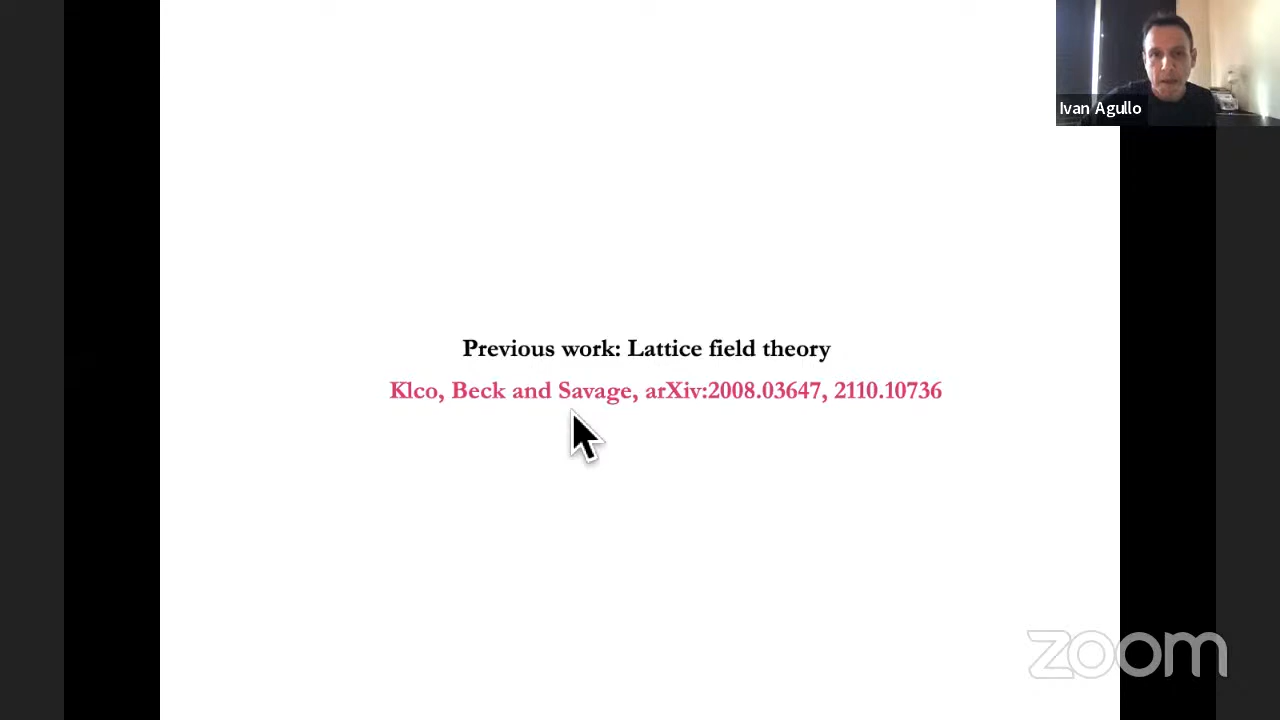 Ivan Agullo
Previous work: Lattice field theory
Klco, Beck and Savage, arXiv:2008.03647, 2110.10736
zoom